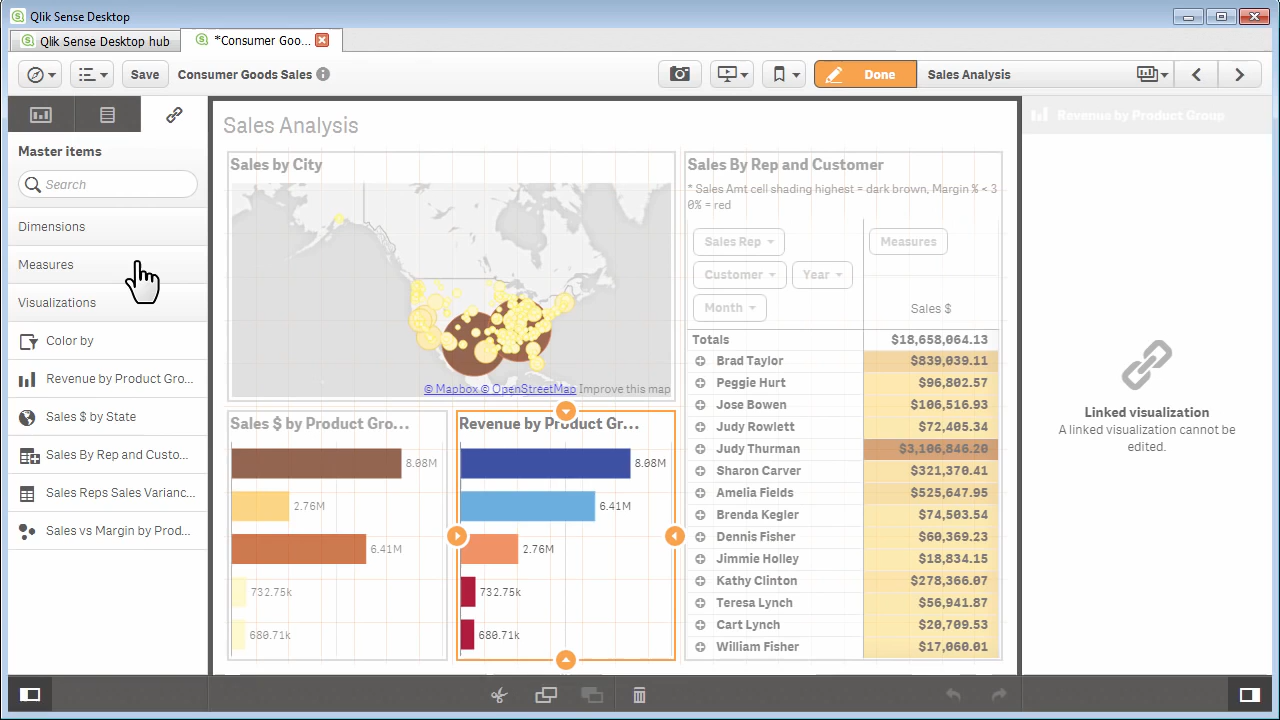 Qlik Sense Desktop
Qlik Sense Desktop hub
*Consumer Goo...
Save
Consumer Goods Sales
Done
Sales Analysis
Master items
Search
Dimensions
Measures
Visualizations
Color by
Revenue by Product Gro...
Sales $ by State
Sales By Rep and Custo...
Sales Reps Sales Varianc...
Sales vs Margin by Prod...
Sales Analysis
Sales by City
© Mapbox © OpenStreetMap Improve this map
Sales $ by Product Gro...
8.08M
2.76M
6.41M
732.75k
680.71k
Revenue by Product Gr...
8.08M
6.41M
2.76M
732.75k
680.71k
Sales By Rep and Customer
* Sales Amt cell shading highest = dark brown, Margin % < 3
0% = red
Sales Rep
Measures
Customer
Year
Month
Sales $
Totals $18,658,064.13
Brad Taylor $839,039.11
Peggie Hurt $96,802.57
Jose Bowen $106,516.93
Judy Rowlett $72,405.34
Judy Thurman $3,106,846.20
Sharon Carver $321,370.41
Amelia Fields $525,647.95
Brenda Kegler $74,503.54
Dennis Fisher $60,369.23
Jimmie Holley $18,834.15
Kathy Clinton $278,366.07
Teresa Lynch $56,941.87
Cart Lynch $20,709.53
William Fisher $17,060.01
Revenue by Product Group
Linked visualization
A linked visualization cannot be
edited.